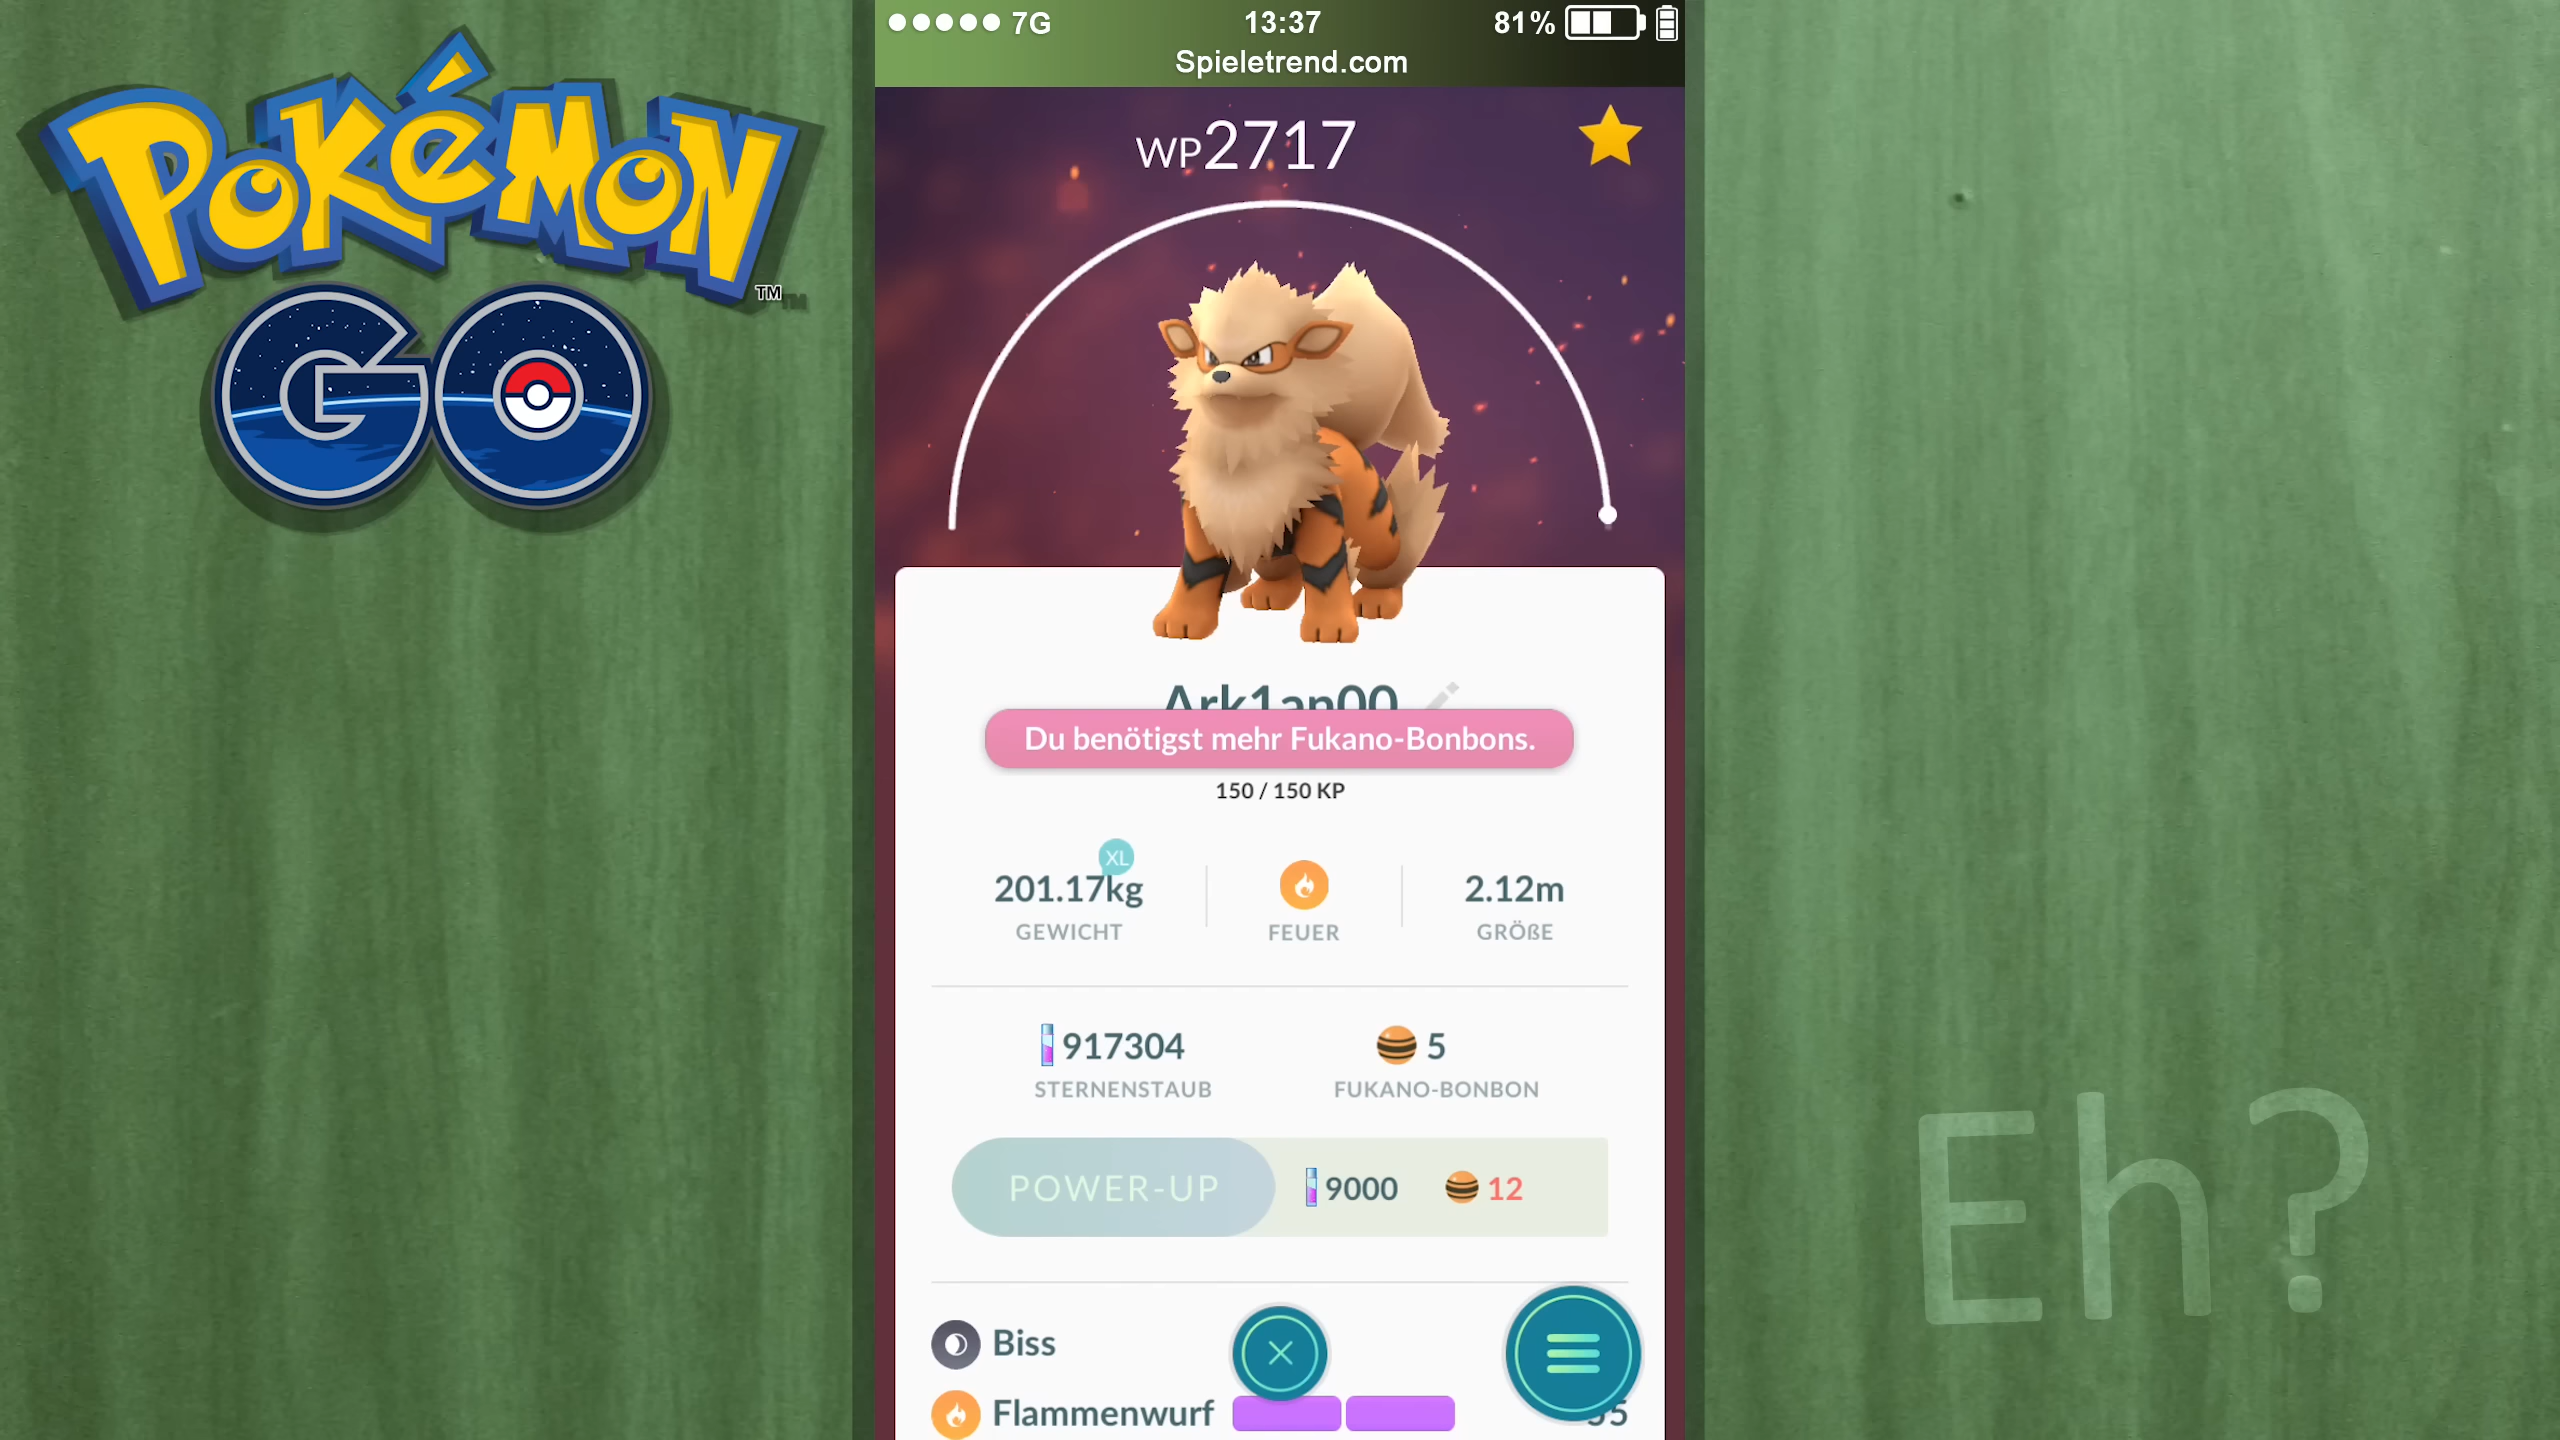 POKéMON
TM
GO
7G 13:37 81%
Spieletrend.com
WP2717
Ark1an00
Du benötigst mehr Fukano-Bonbons.
150 / 150 KP
XL
201.17kg 2.12m
GEWICHT FEUER GRÖßE
917304 5
STERNENSTAUB FUKANO-BONBON
POWER-UP 9000 12
Biss
Flammenwurf
Eh?